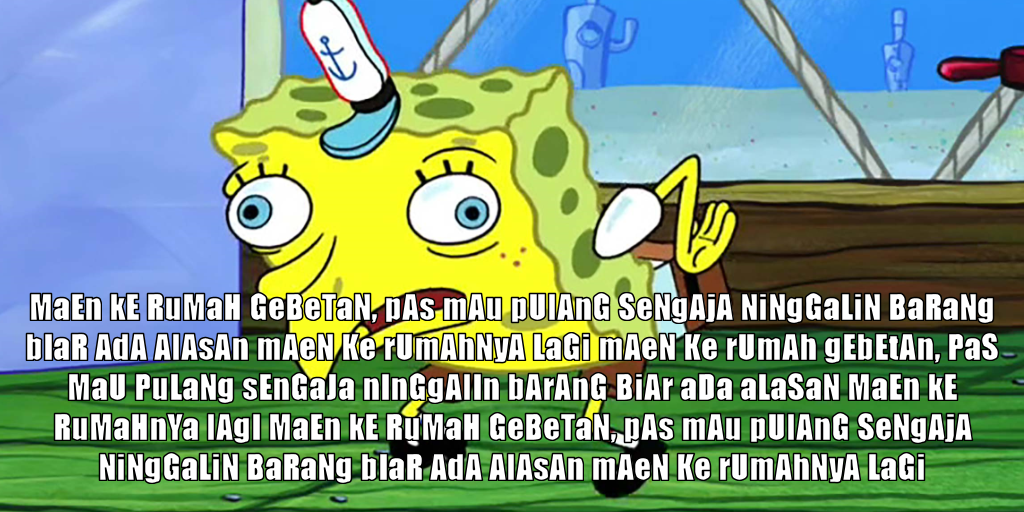 MaEn kE RuMaH GeBeTaN, pAs mAu pUlAnG SeNgAjA NiNgGaLiN BaRaNg
bIaR AdA AlAsAn mAeN Ke rUmAhNyA LaGi mAeN Ke rUmAh gEbEtAn, PaS
MaU PuLaNg sEnGaJa nInGgAlIn bArAnG BiAr aDa aLaSaN MaEn kE
RuMaHnYa lAgI MaEn kE RuMaH GeBeTaN, pAs mAu pUlAnG SeNgAjA
NiNgGaLiN BaRaNg bIaR AdA AlAsAn mAeN Ke rUmAhNyA LaGi